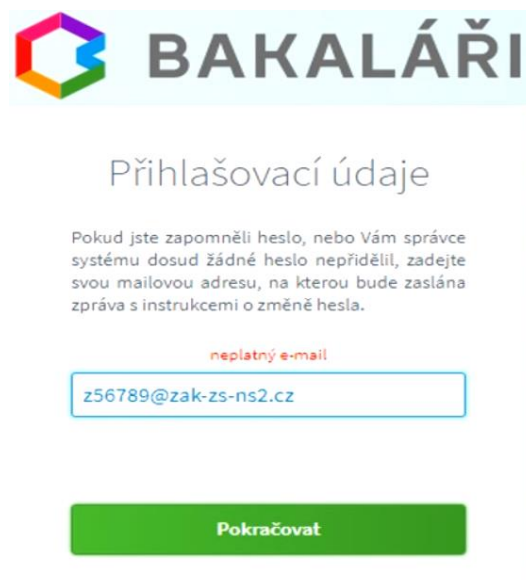 BAKALÁŘI
Přihlašovací údaje
Pokud jste zapomněli heslo, nebo Vám správce
systému dosud žádné heslo nepřidělil, zadejte
svou mailovou adresu, na kterou bude zaslána
zpráva s instrukcemi o změně hesla.
neplatný e-mail
z56789@zak-zs-ns2.cz
Pokračovat